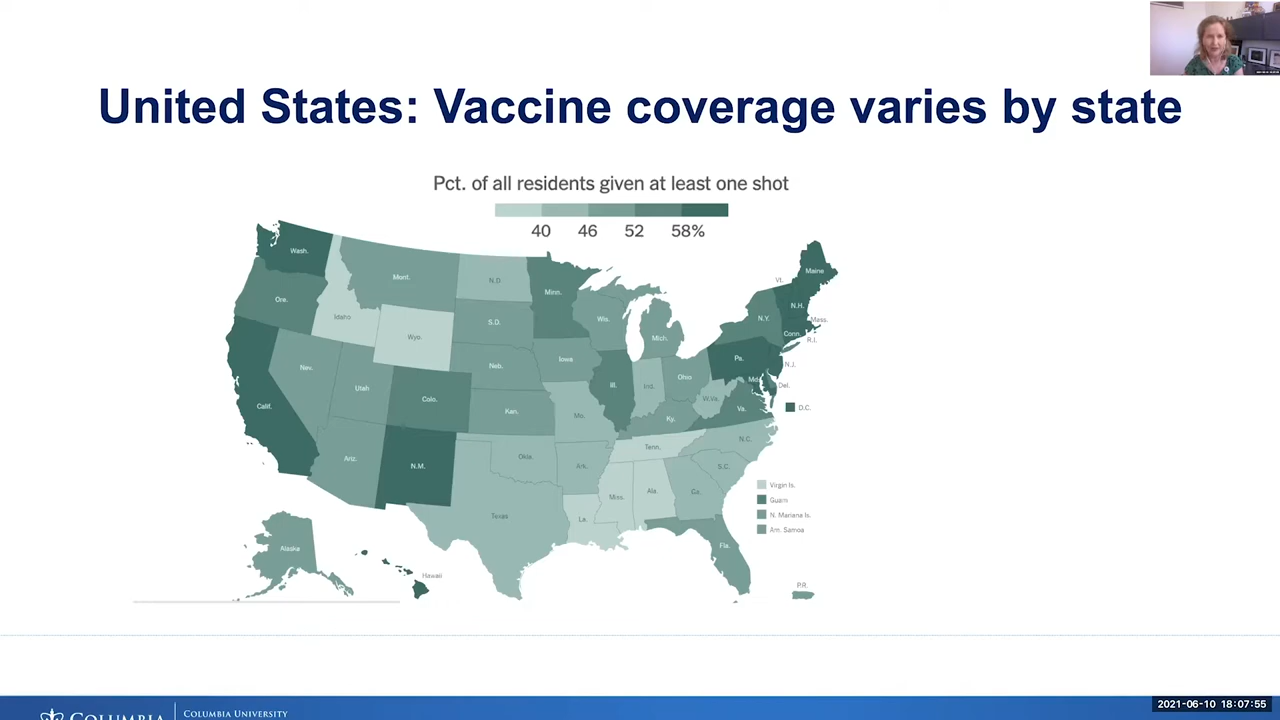 United States: Vaccine coverage varies by state
Pct. of all residents given at least one shot
40 46 52 58%
Wash.
Maine
Mont.
N.D.
Vt.
Minn.
Ore.
N.H.
Idaho
S.D.
Wis.
N.Y.
Mass.
Wyo.
Mich.
Conn.
R.I.
Iowa
Pa.
Neb.
N.J.
Nev.
Ohio
Utah
Ill.
Ind.
Md.
Del.
Colo.
W.Va.
Calif.
Kan.
Mo.
Ky.
Va.
D.C.
N.C.
Tenn.
Ariz.
N.M.
Okla.
Ark.
S.C.
Miss.
Ala.
Ga.
Virgin Is.
Guam
Texas
La.
N. Mariana Is.
Am. Samoa
Alaska
Fla.
Hawaii
P.R.
COLUMBIA
COLUMBIA UNIVERSITY
2021-06-10 18:07:55